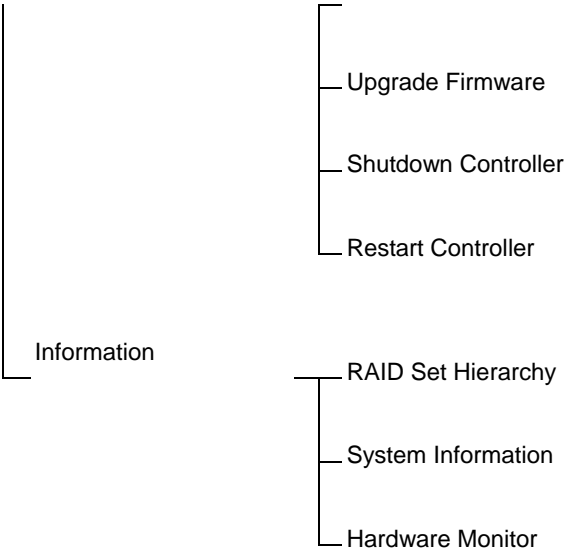 Upgrade Firmware
Shutdown Controller
Restart Controller
Information
RAID Set Hierarchy
System Information
Hardware Monitor